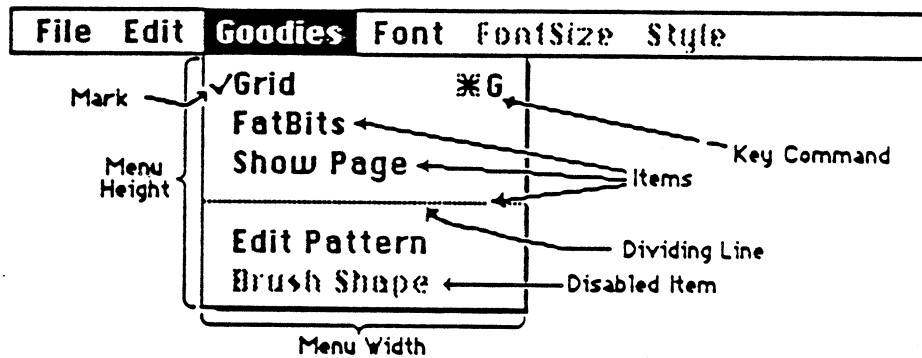 File Edit Goodies Font FontSize Style
✓Grid ⌘G
Mark
FatBits
Key Command
Menu Height
Show Page
Items
Edit Pattern
Dividing Line
Brush Shape
Disabled Item
Menu Width